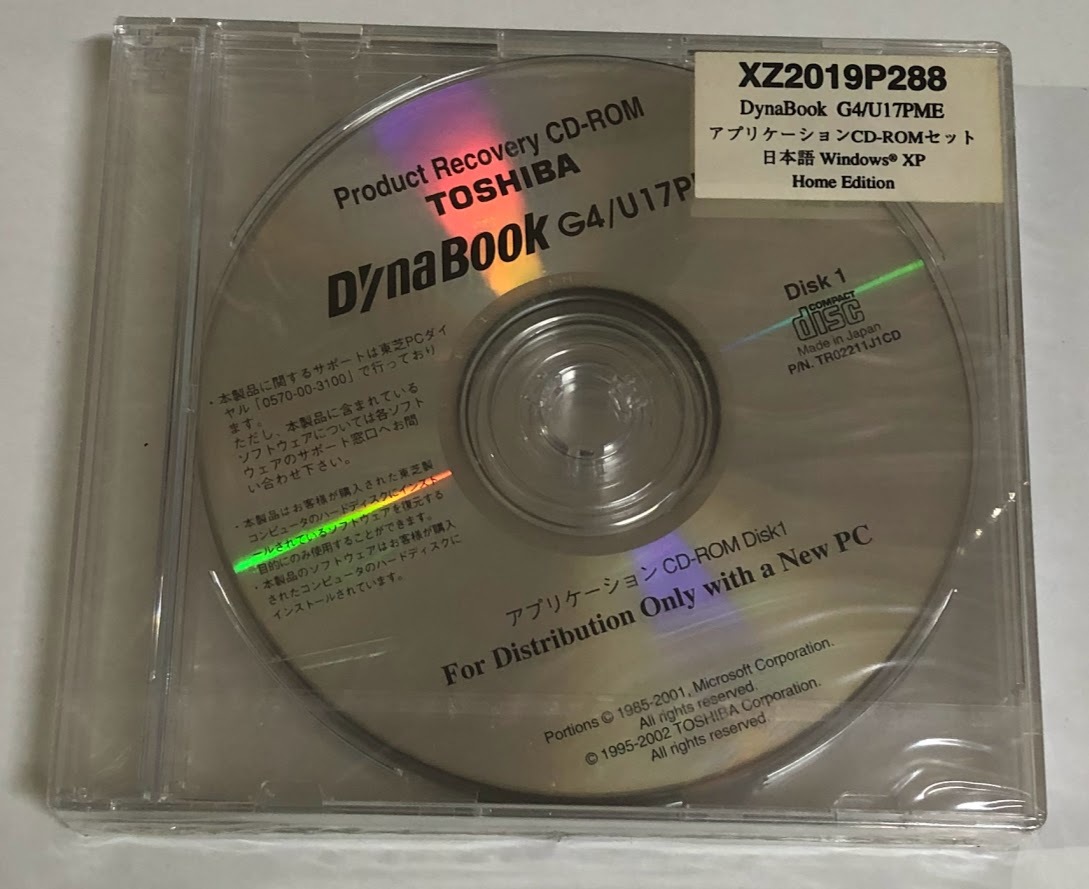 XZ2019P288
DynaBook G4/U17PME
アプリケーションCD-ROMセット
日本語 Windows® XP
Home Edition
Product Recovery CD-ROM
TOSHIBA
DynaBook G4/U17P
Disk 1
COMPACT
disc
Made in Japan
P/N. TR02211J1CD
・本製品に関するサポートは東芝PCダイ
ヤル「0570-00-3100」で行っており
ます。
ただし、本製品に含まれている
ソフトウェアについては各ソフト
ウェアのサポート窓口へお問
い合わせ下さい。
・本製品はお客様が購入された東芝製
コンピュータのハードディスクにインスト
ールされているソフトウェアを復元する
目的にのみ使用することができます。
・本製品のソフトウェアはお客様が購入
されたコンピュータのハードディスクに
インストールされています。
アプリケーション CD-ROM Disk1
For Distribution Only with a New PC
Portions © 1985-2001, Microsoft Corporation.
All rights reserved.
© 1995-2002 TOSHIBA Corporation.
All rights reserved.